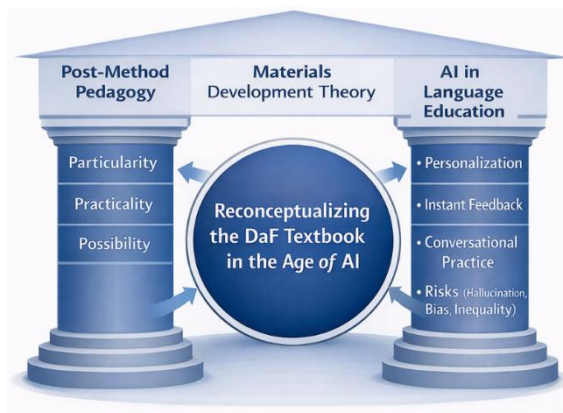 Post-Method
Pedagogy
Materials
Development Theory
AI in
Language
Education
Particularity
Practicality
Possibility
Reconceptualizing
the DaF Textbook
in the Age of AI
• Personalization
• Instant Feedback
• Conversational
Practice
• Risks (Hallucination,
Bias, Inequality)